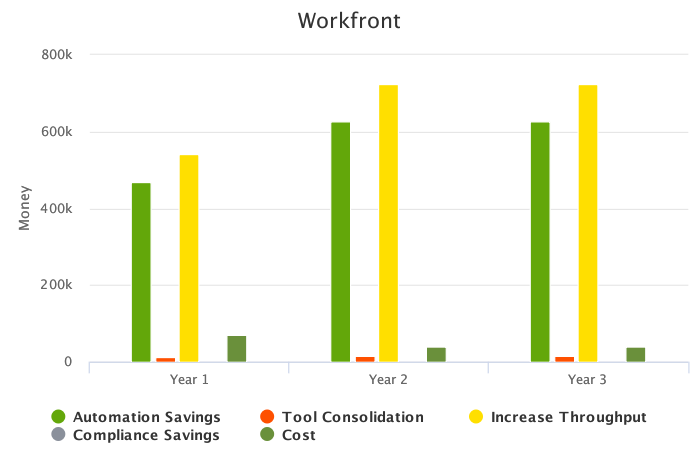 Workfront
800k
600k
400k
200k
0
Money
Year 1 Year 2 Year 3
Automation Savings Tool Consolidation Increase Throughput
Compliance Savings Cost